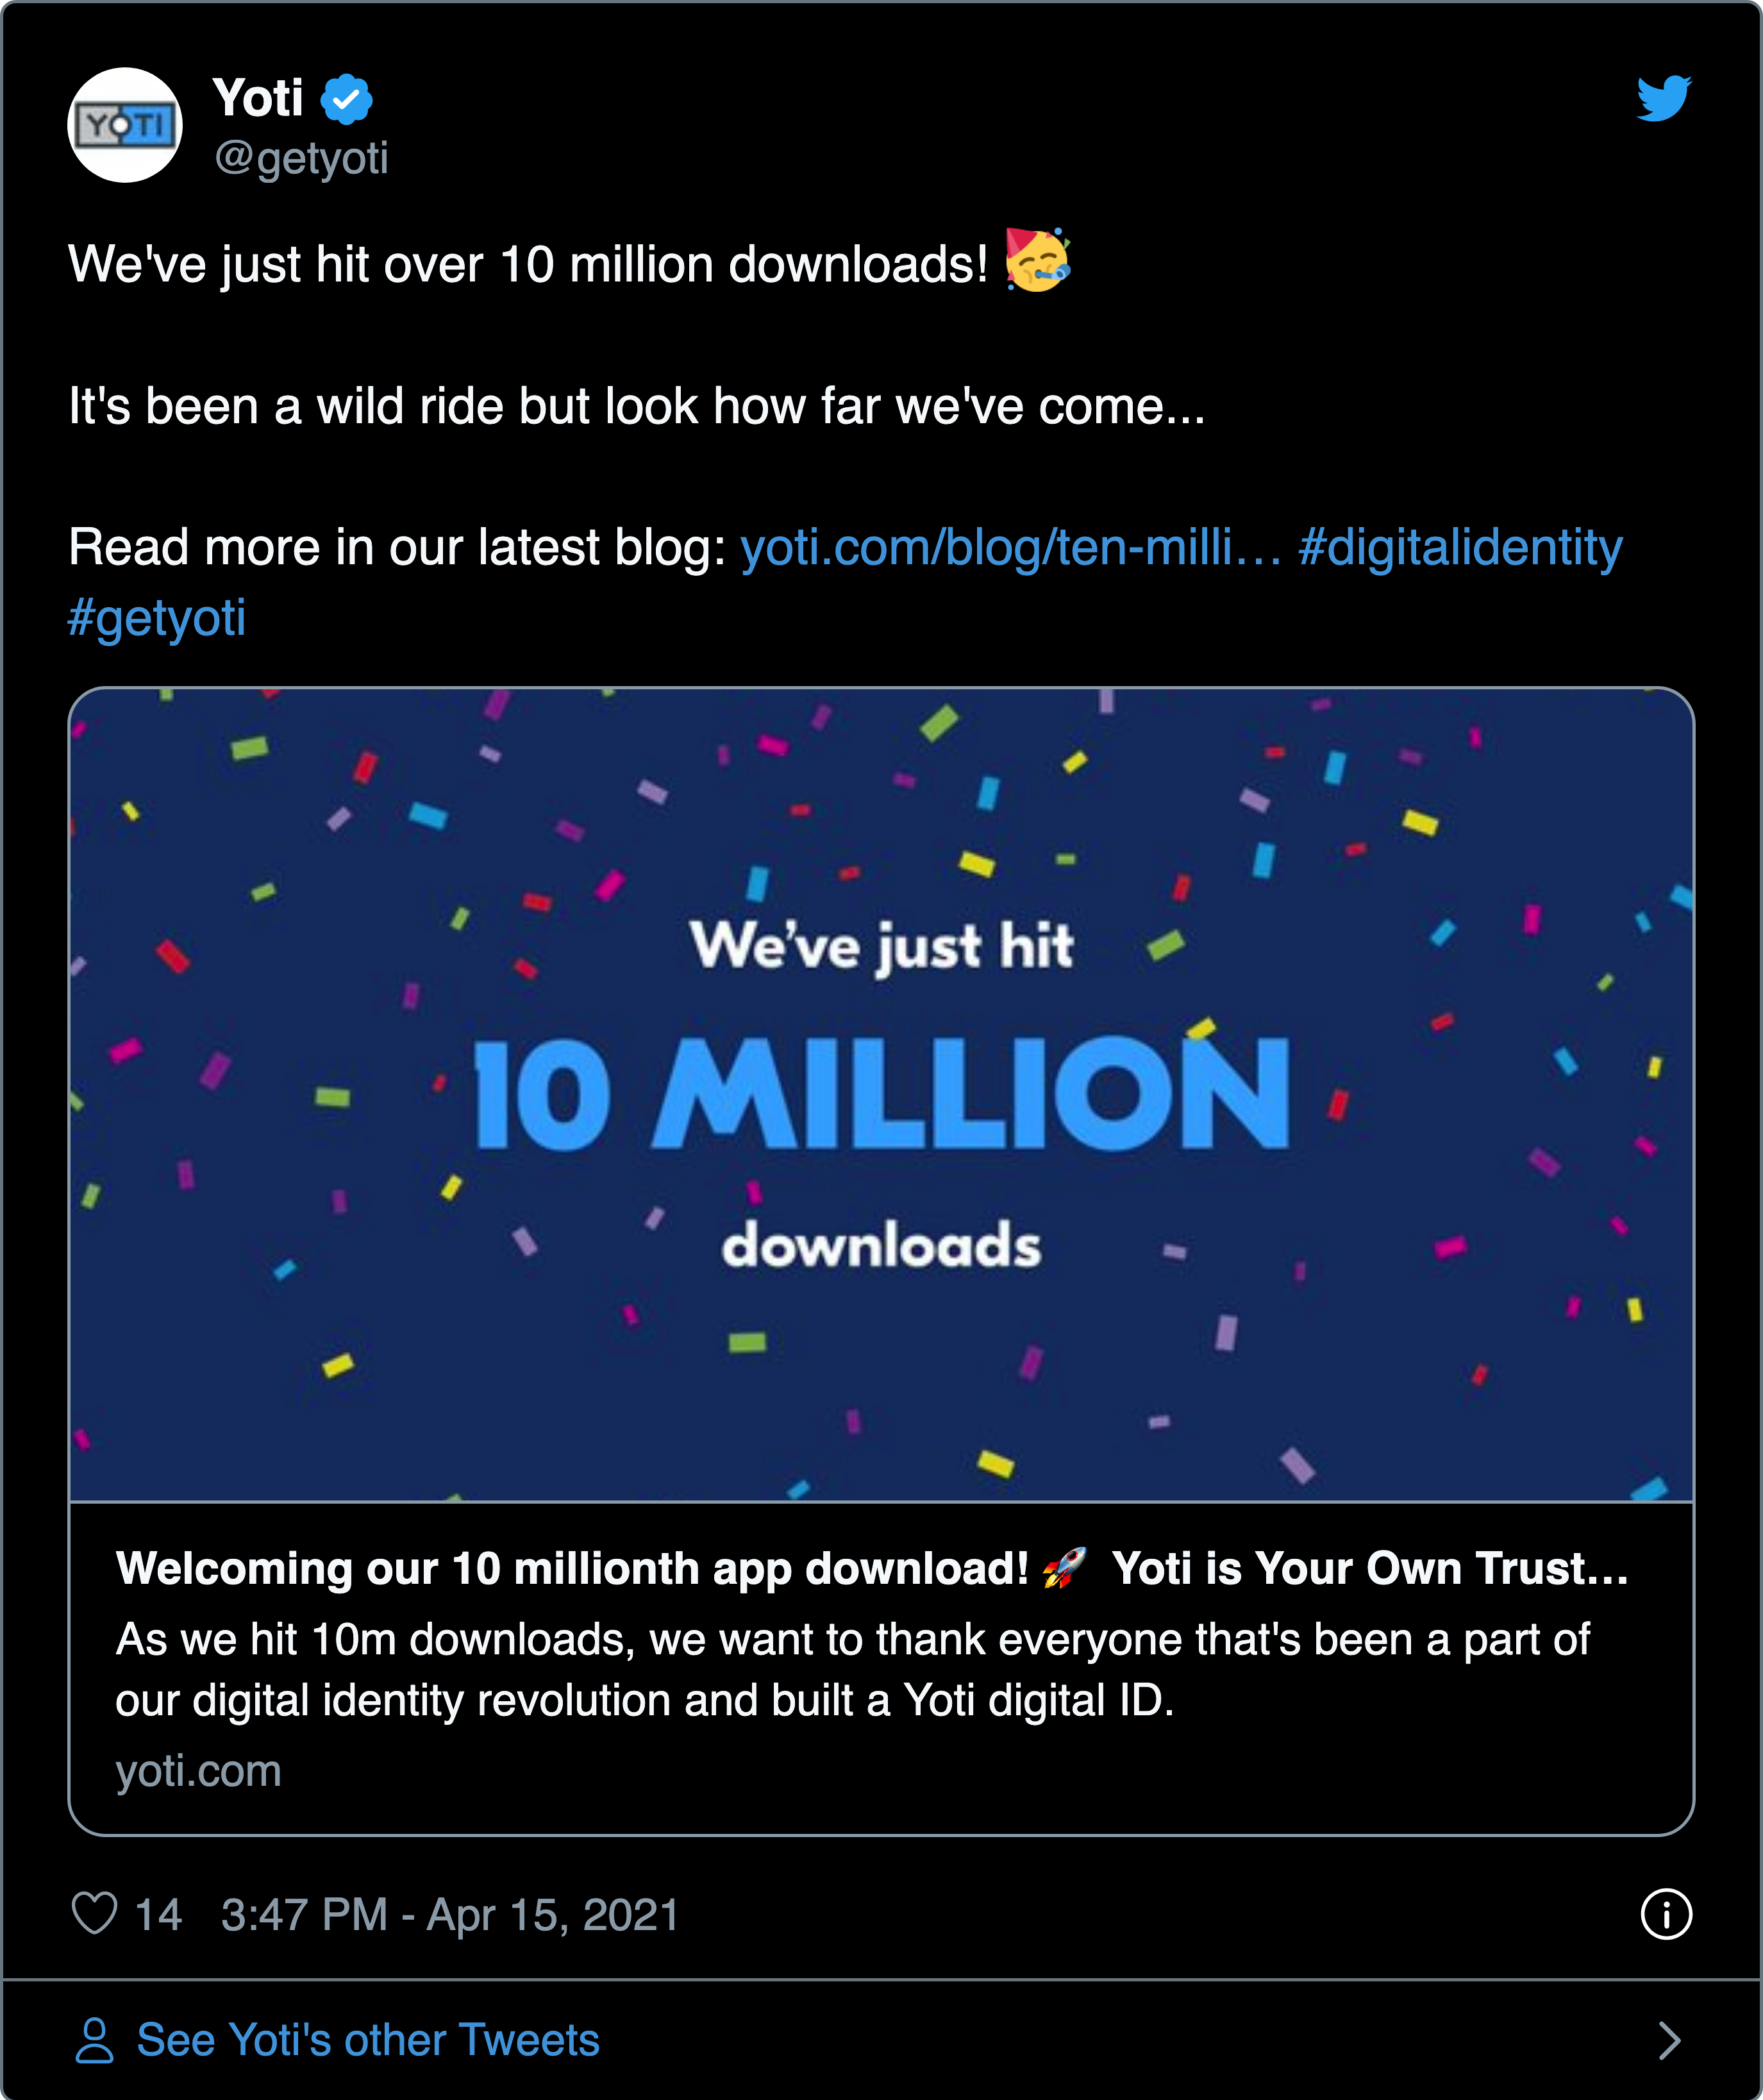 YOTI
Yoti
@getyoti
We've just hit over 10 million downloads! 🥳
It's been a wild ride but look how far we've come...
Read more in our latest blog: yoti.com/blog/ten-milli… #digitalidentity
#getyoti
We've just hit
10 MILLION
downloads
Welcoming our 10 millionth app download! 🚀 Yoti is Your Own Trust...
As we hit 10m downloads, we want to thank everyone that's been a part of
our digital identity revolution and built a Yoti digital ID.
yoti.com
14 3:47 PM - Apr 15, 2021
See Yoti's other Tweets